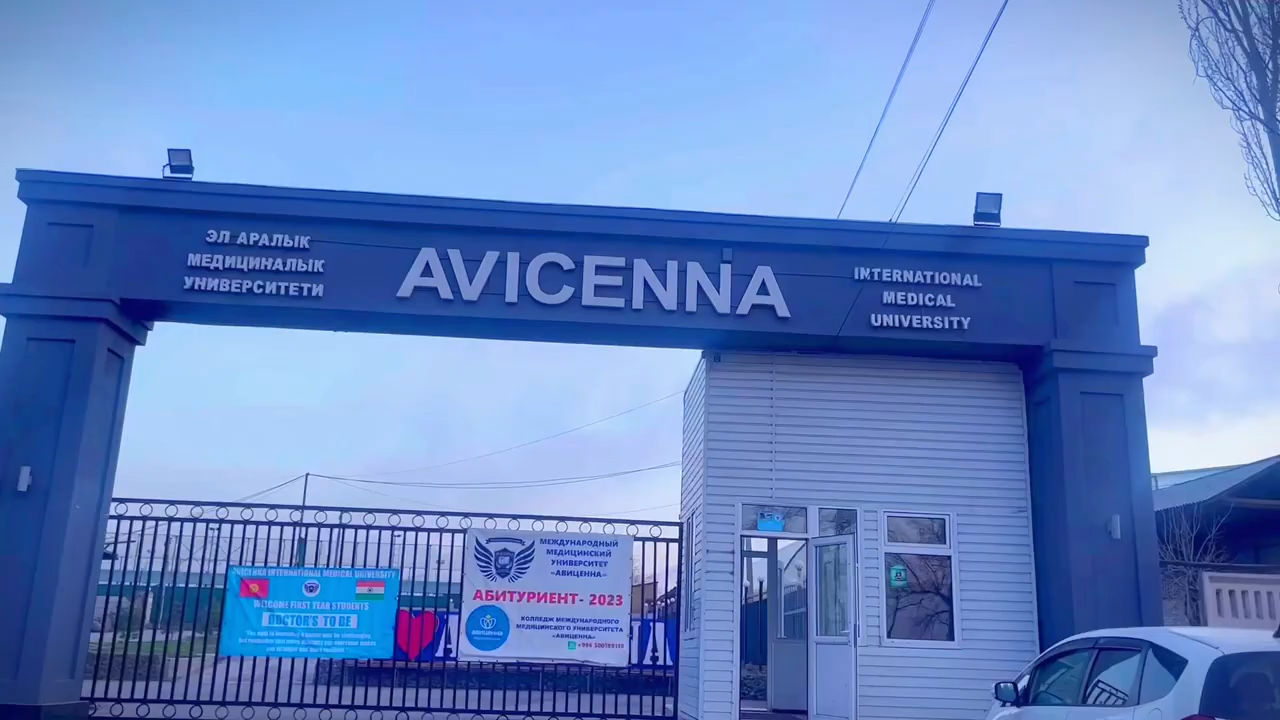 ЭЛ АРАЛЫК
МЕДИЦИНАЛЫК
УНИВЕРСИТЕТИ
AVICENNA
INTERNATIONAL
MEDICAL
UNIVERSITY
AVICENNA INTERNATIONAL MEDICAL UNIVERSITY
WELCOME FIRST YEAR STUDENTS
DOCTOR'S TO BE
МЕЖДУНАРОДНЫЙ
МЕДИЦИНСКИЙ
УНИВЕРСИТЕТ
«АВИЦЕННА»
АБИТУРИЕНТ- 2023
КОЛЛЕДЖ МЕЖДУНАРОДНОГО
МЕДИЦИНСКОГО УНИВЕРСИТЕТА
«АВИЦЕННА»